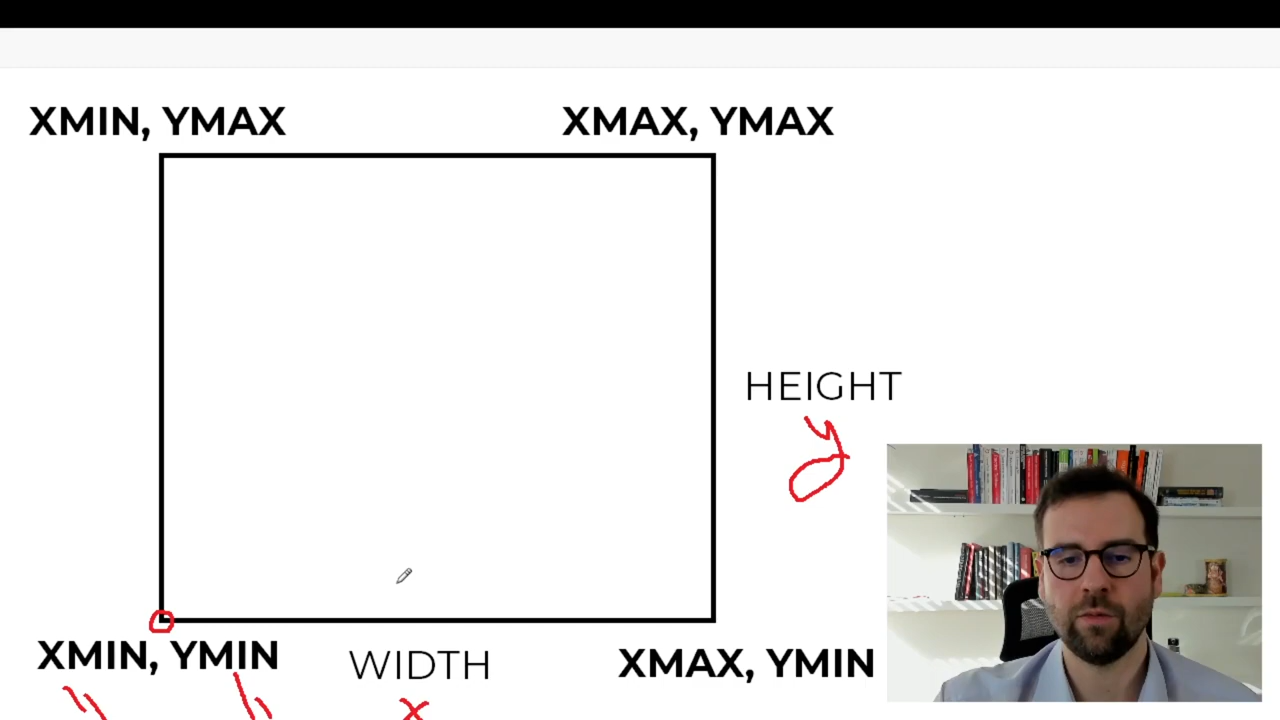 XMIN, YMAX
XMAX, YMAX
HEIGHT
y
XMIN, YMIN
WIDTH
XMAX, YMIN
x